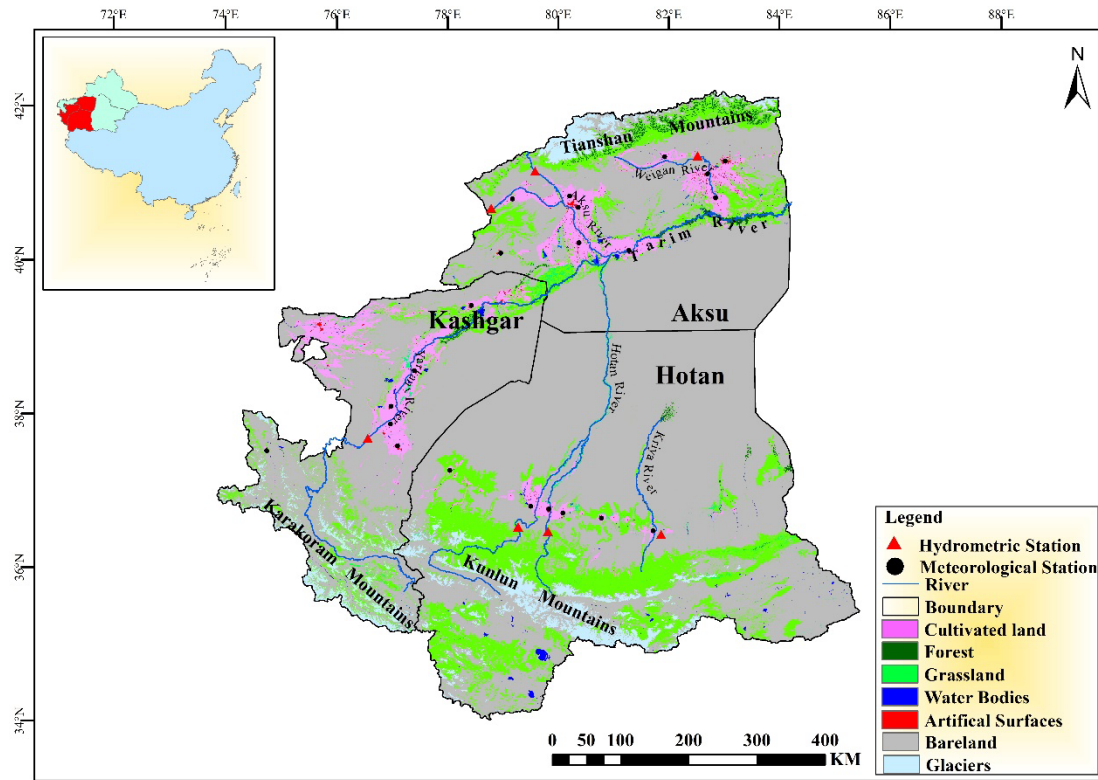 72°E 74°E 76°E 78°E 80°E 82°E 84°E 86°E 88°E
N
42°N
40°N
38°N
36°N
34°N
Tianshan Mountains
Weigan River
Aksu River
Tarim River
Aksu
Kashgar
Yarkant River
Hotan River
Hotan
Kriya River
Karakoram Mountains
Kunlun Mountains
Legend
Hydrometric Station
Meteorological Station
River
Boundary
Cultivated land
Forest
Grassland
Water Bodies
Artifical Surfaces
Bareland
Glaciers
0 25 50 100 200 300 400
KM